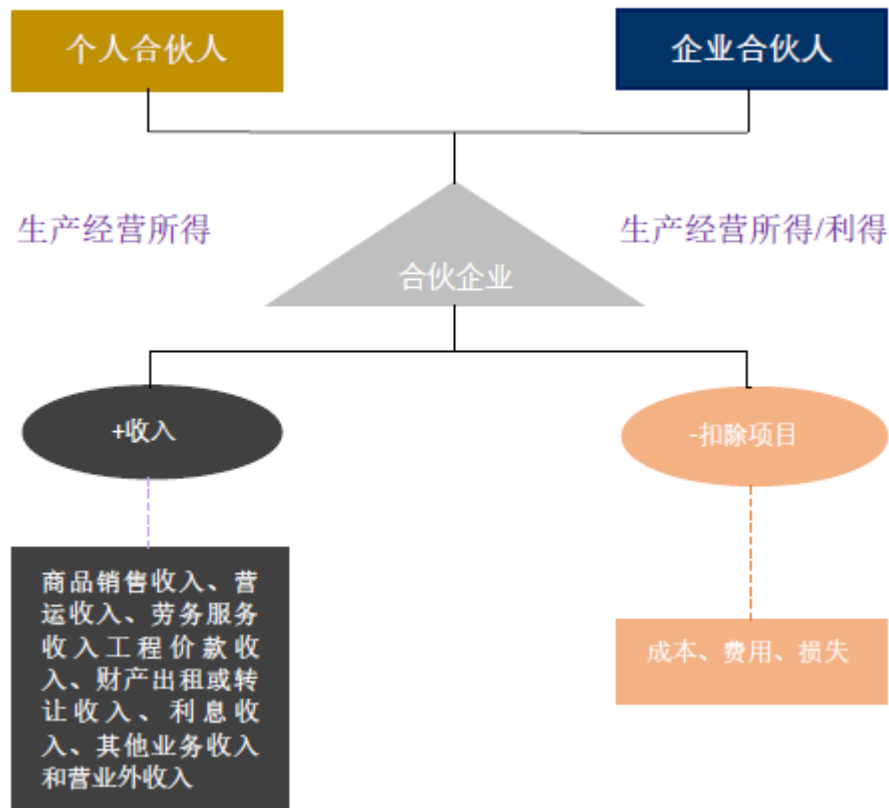 个人合伙人
企业合伙人
生产经营所得
生产经营所得/利得
合伙企业
+收入
-扣除项目
商品销售收入、营
运收入、劳务服务
收入工程价款收
入、财产出租或转
让收入、利息收
入、其他业务收入
和营业外收入
成本、费用、损失